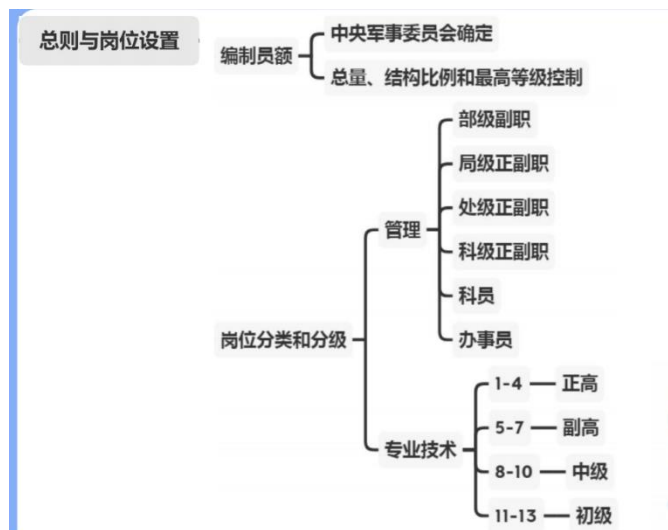 总则与岗位设置
编制员额
中央军事委员会确定
总量、结构比例和最高等级控制
岗位分类和分级
管理
部级副职
局级正副职
处级正副职
科级正副职
科员
办事员
专业技术
1-4 正高
5-7 副高
8-10 中级
11-13 初级